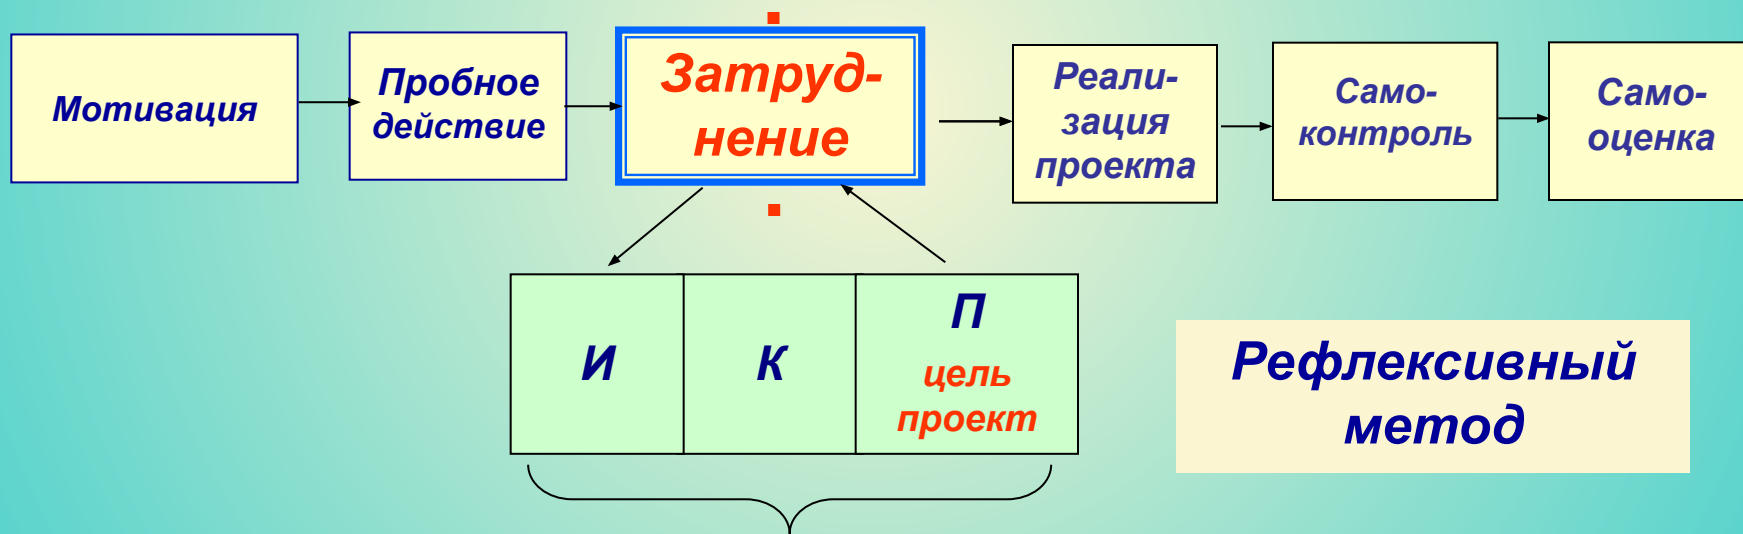 Мотивация
Пробное
действие
Затруд-
нение
Реали-
зация
проекта
Само-
контроль
Само-
оценка
И
К
П
цель
проект
Рефлексивный
метод